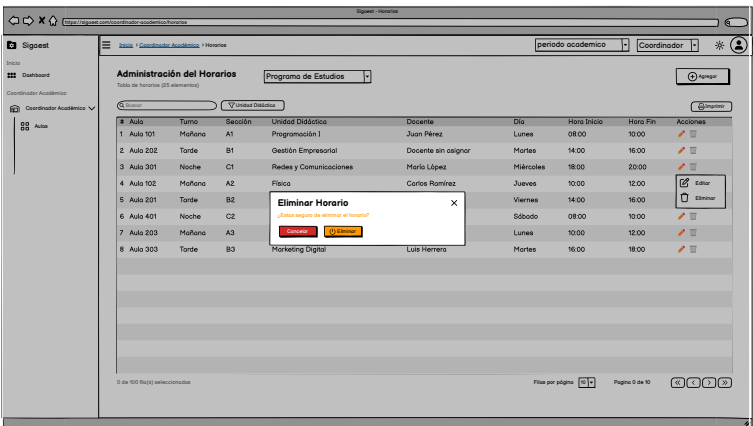 Sigaest - Horarios
https://sigaest.com/coordinador-academico/horarios
Sigaest
Inicio > Coordinador Académico > Horarios
periodo academico
Coordinador
Inicio
Dashboard
Coordinador Académico
Coordinador Académico
Aulas
Administración del Horarios
Tabla de horarios (25 elementos)
Programa de Estudios
Agregar
Buscar
Unidad Didáctica
Imprimir
# Aula Turno Sección Unidad Didáctica Docente Día Hora Inicio Hora Fin Acciones
1 Aula 101 Mañana A1 Programación I Juan Pérez Lunes 08:00 10:00
2 Aula 202 Tarde B1 Gestión Empresarial Docente sin asignar Martes 14:00 16:00
3 Aula 301 Noche C1 Redes y Comunicaciones María López Miércoles 18:00 20:00
4 Aula 102 Mañana A2 Física Carlos Ramírez Jueves 10:00 12:00
Editar
Eliminar
5 Aula 201 Tarde B2 Viernes 14:00 16:00
6 Aula 401 Noche C2 Sábado 08:00 10:00
7 Aula 203 Mañana A3 Lunes 10:00 12:00
8 Aula 303 Tarde B3 Marketing Digital Luis Herrera Martes 16:00 18:00
Eliminar Horario
¿Estas seguro de eliminar el horario?
Cancelar
Eliminar
0 de 100 fila(s) seleccionadas
Filas por página 10
Pagina 0 de 10